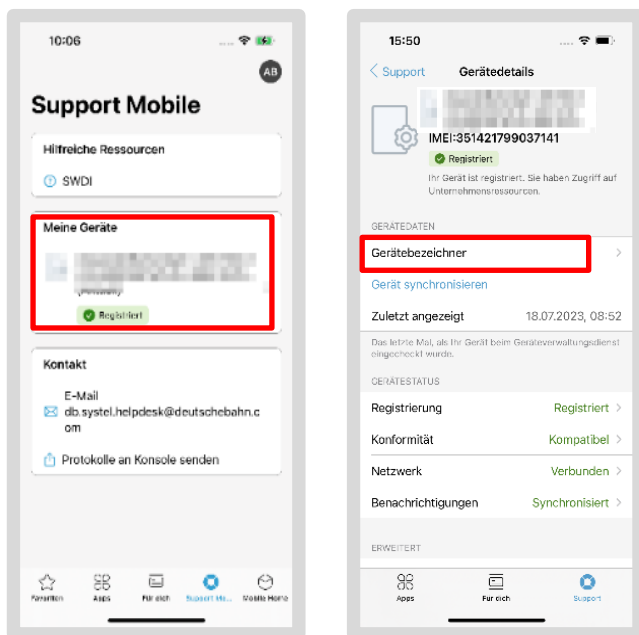 10:06
AB
Support Mobile
Hilfreiche Ressourcen
SWDI
Meine Geräte
Registriert
Kontakt
E-Mail
db.systel.helpdesk@deutschebahn.c
om
Protokolle an Konsole senden
Favoriten
Apps
Für dich
Support Mo...
Mobile Home
15:50
Support
Gerätedetails
IMEI:351421799037141
Registriert
Ihr Gerät ist registriert. Sie haben Zugriff auf
Unternehmensressourcen.
GERÄTEDATEN
Gerätebezeichner
Gerät synchronisieren
Zuletzt angezeigt 18.07.2023, 08:52
Das letzte Mal, als Ihr Gerät beim Geräteverwaltungsdienst
eingecheckt wurde.
GERÄTESTATUS
Registrierung Registriert
Konformität Kompatibel
Netzwerk Verbunden
Benachrichtigungen Synchronisiert
ERWEITERT
Apps
Für dich
Support